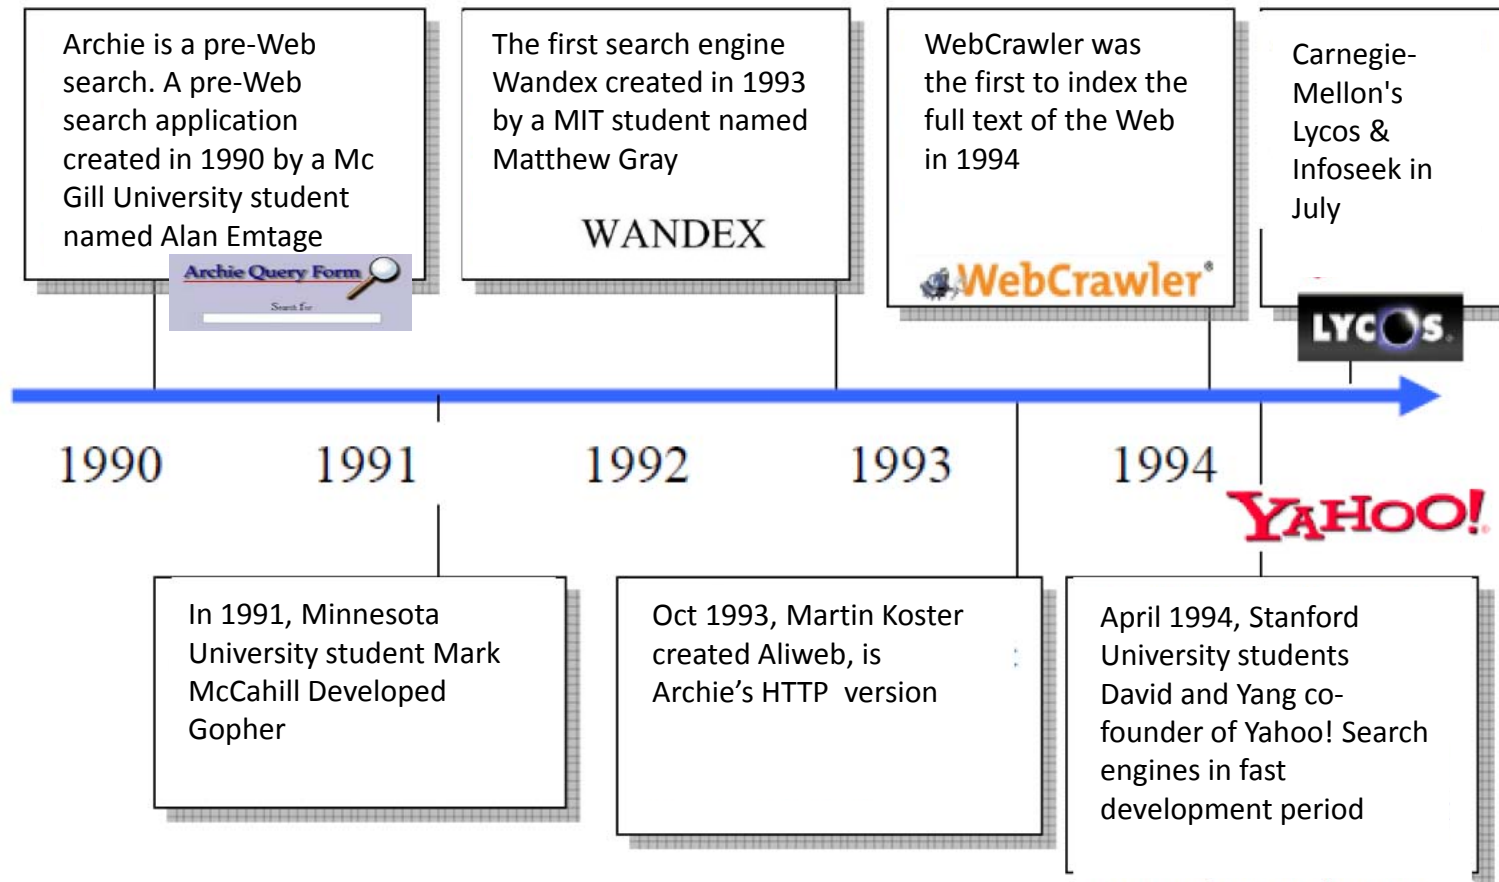 Archie is a pre-Web
search. A pre-Web
search application
created in 1990 by a Mc
Gill University student
named Alan Emtage
Archie Query Form
Search for
The first search engine
Wandex created in 1993
by a MIT student named
Matthew Gray
WANDEX
WebCrawler was
the first to index the
full text of the Web
in 1994
WebCrawler®
Carnegie-
Mellon's
Lycos &
Infoseek in
July
LYCOS
1990
1991
1992
1993
1994
YAHOO!
In 1991, Minnesota
University student Mark
McCahill Developed
Gopher
Oct 1993, Martin Koster
created Aliweb, is
Archie’s HTTP  version
April 1994, Stanford
University students
David and Yang co-
founder of Yahoo! Search
engines in fast
development period